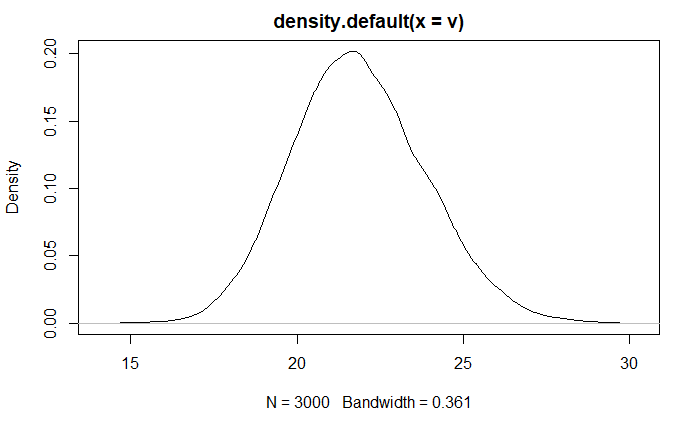 density.default(x = v)
Density
0.20
0.15
0.10
0.05
0.00
15 20 25 30
N = 3000 Bandwidth = 0.361